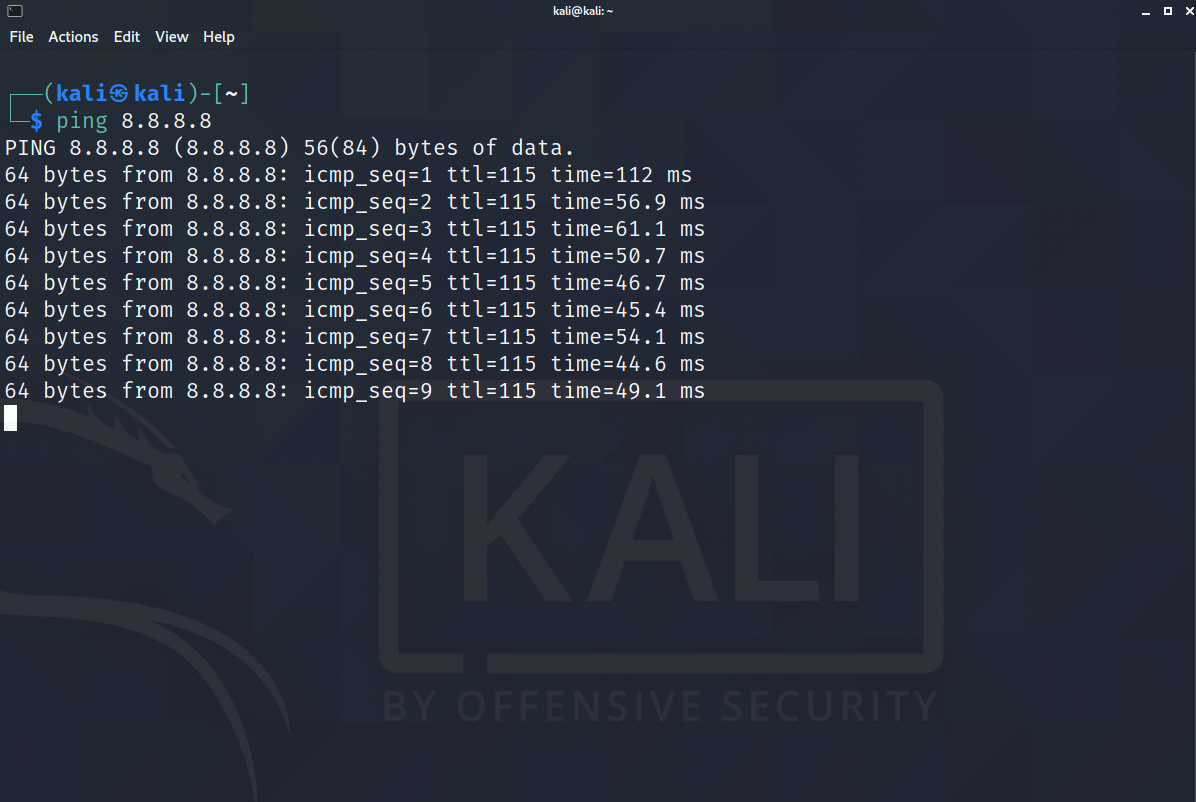 kali@kali: ~
File Actions Edit View Help
┌──(kali㉿kali)-[~]
└─$ ping 8.8.8.8
PING 8.8.8.8 (8.8.8.8) 56(84) bytes of data.
64 bytes from 8.8.8.8: icmp_seq=1 ttl=115 time=112 ms
64 bytes from 8.8.8.8: icmp_seq=2 ttl=115 time=56.9 ms
64 bytes from 8.8.8.8: icmp_seq=3 ttl=115 time=61.1 ms
64 bytes from 8.8.8.8: icmp_seq=4 ttl=115 time=50.7 ms
64 bytes from 8.8.8.8: icmp_seq=5 ttl=115 time=46.7 ms
64 bytes from 8.8.8.8: icmp_seq=6 ttl=115 time=45.4 ms
64 bytes from 8.8.8.8: icmp_seq=7 ttl=115 time=54.1 ms
64 bytes from 8.8.8.8: icmp_seq=8 ttl=115 time=44.6 ms
64 bytes from 8.8.8.8: icmp_seq=9 ttl=115 time=49.1 ms
KALI
BY OFFENSIVE SECURITY